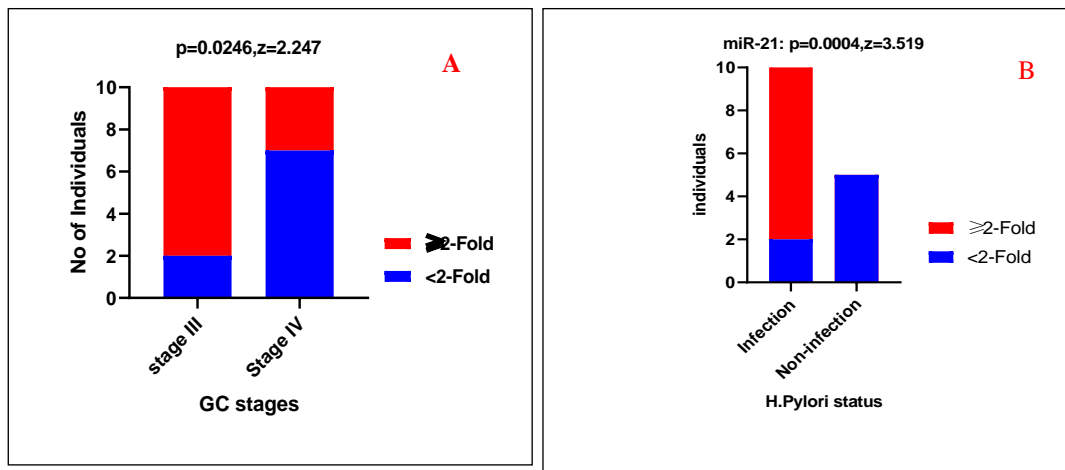 p=0.0246,z=2.247
A
No of Individuals
10
8
6
4
2
0
stage III
Stage IV
GC stages
≥2-Fold
<2-Fold
miR-21: p=0.0004,z=3.519
B
individuals
10
8
6
4
2
0
Infection
Non-infection
H.Pylori status
≥2-Fold
<2-Fold